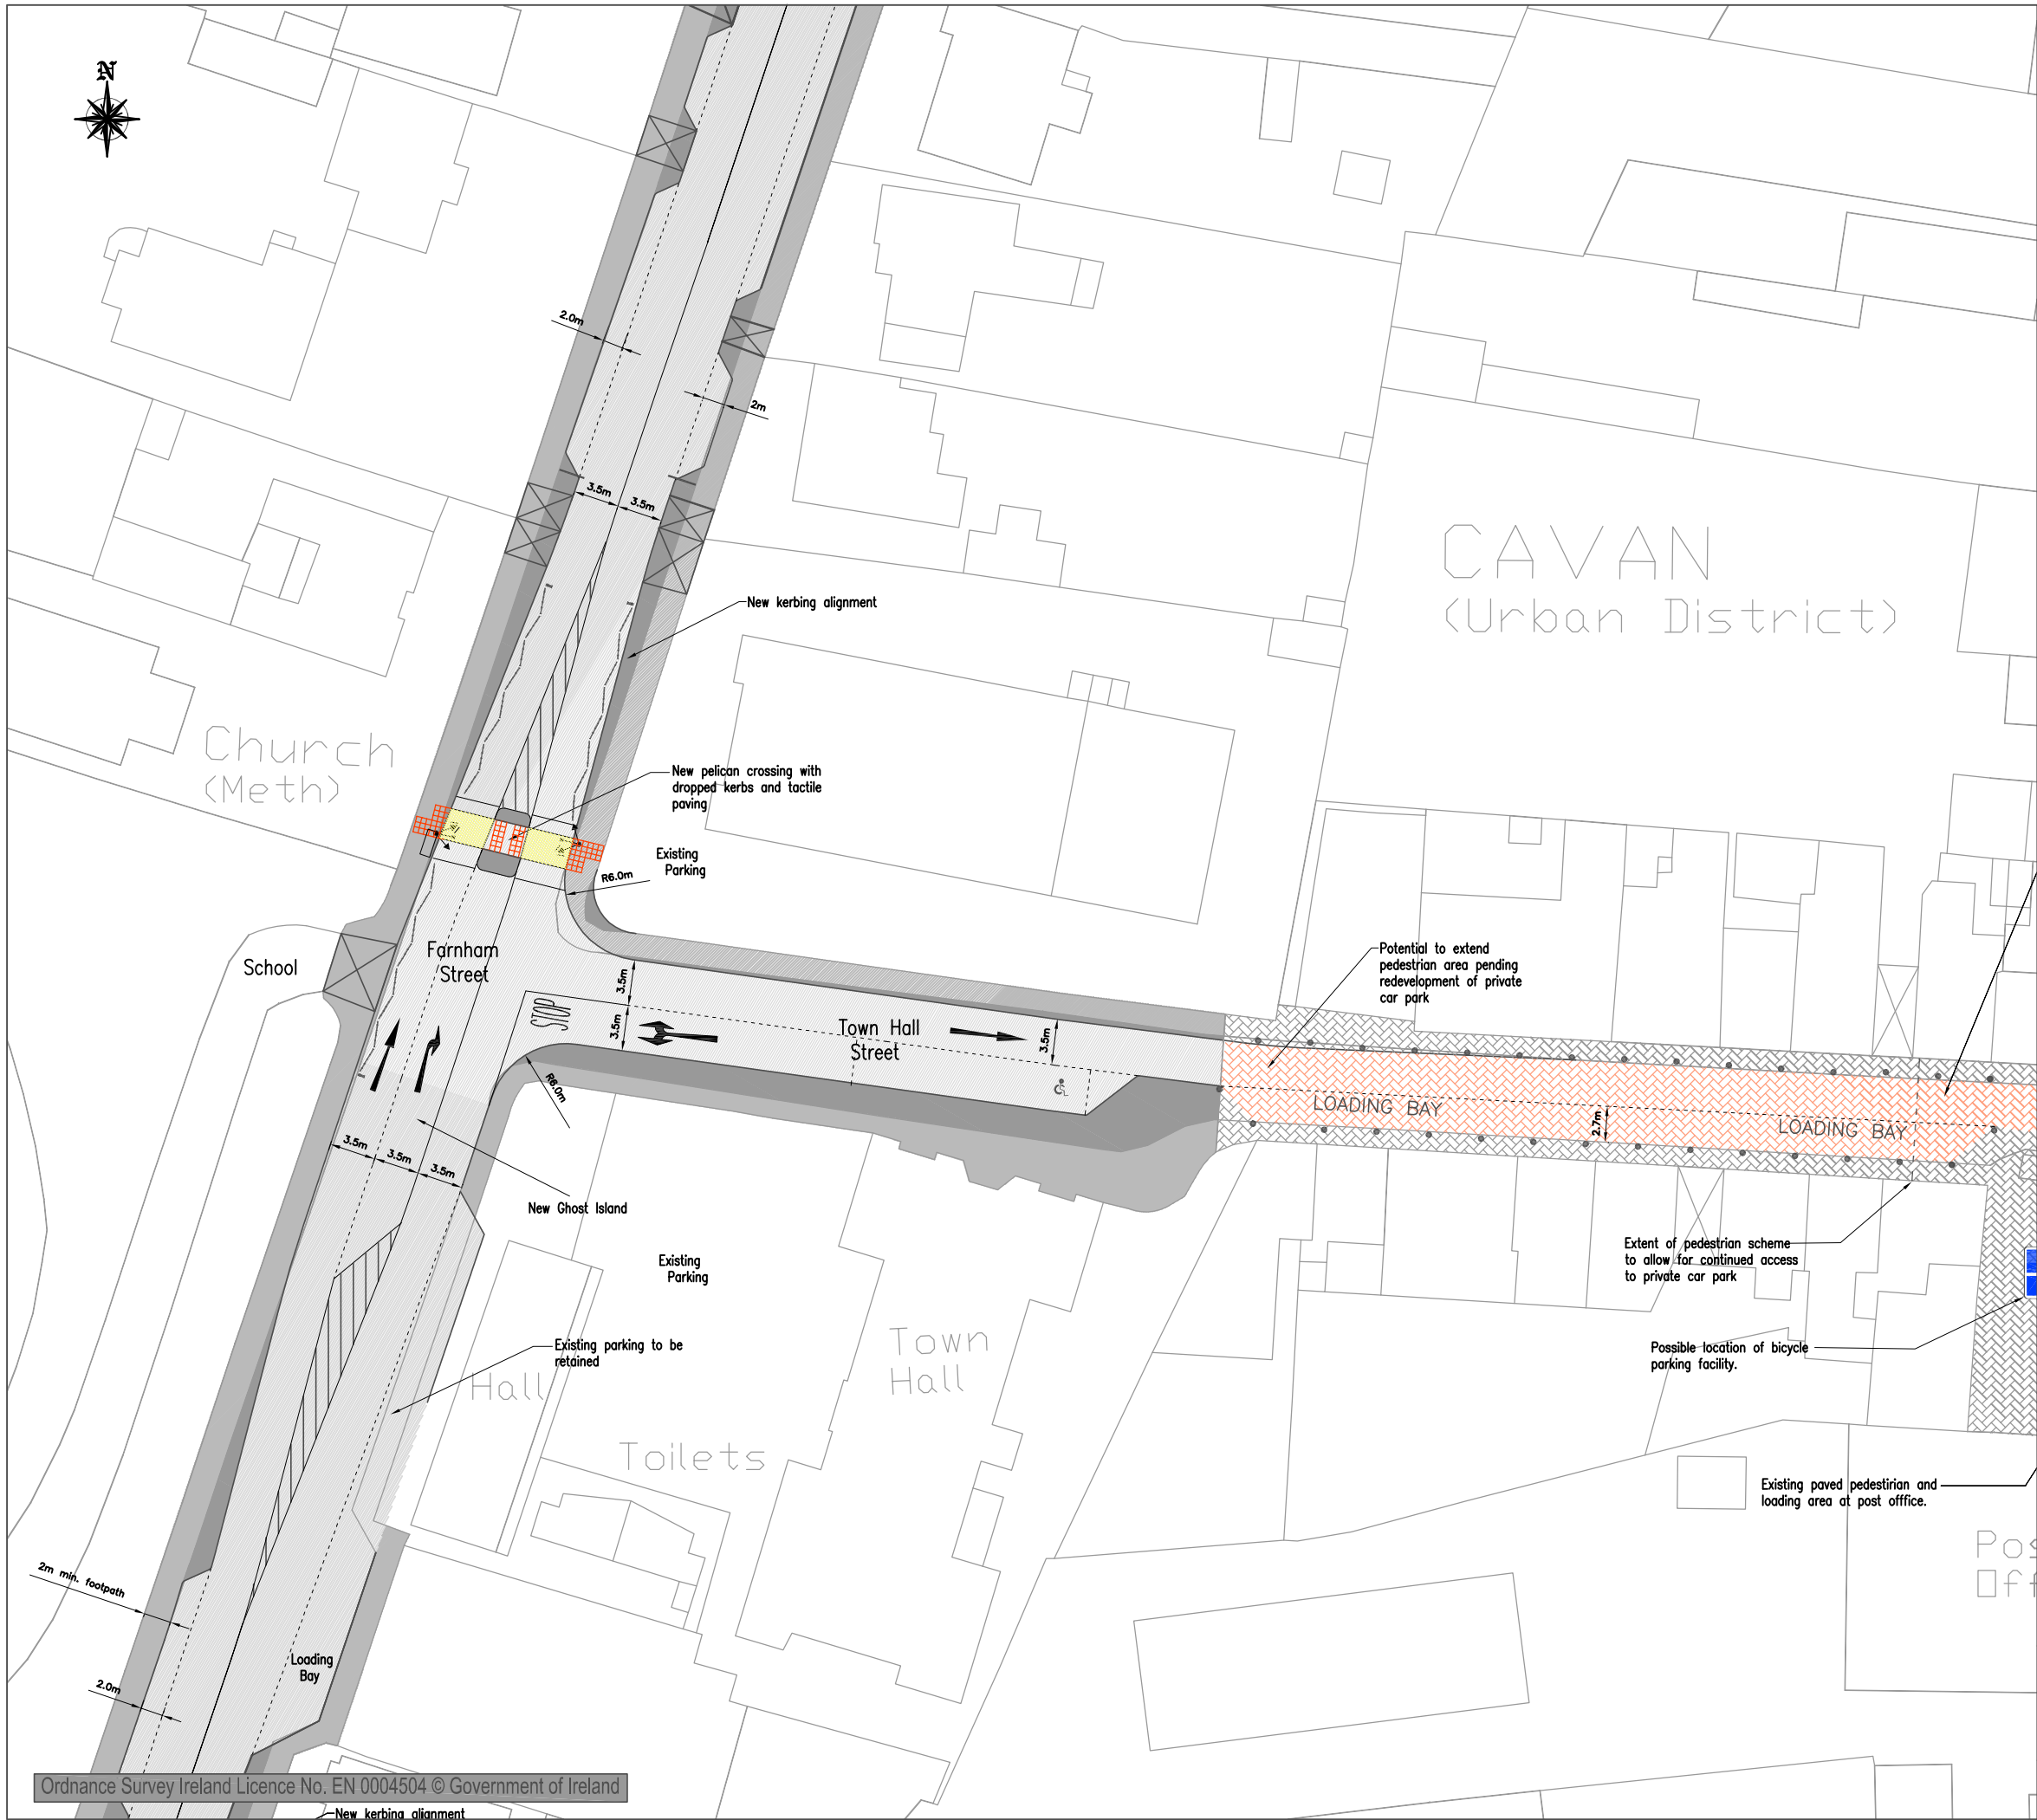 N
2.0m
2m
3.5m
3.5m
CAVAN
(Urban District)
New kerbing alignment
Church
(Meth)
New pelican crossing with
dropped kerbs and tactile
paving
Existing
Parking
R6.0m
School
Farnham
Street
STOP
3.5m
3.5m
Town Hall
Street
3.5m
Potential to extend
pedestrian area pending
redevelopment of private
car park
R6.0m
LOADING BAY
2.7m
LOADING BAY
3.5m
3.5m
3.5m
New Ghost Island
Existing
Parking
Extent of pedestrian scheme
to allow for continued access
to private car park
Existing parking to be
retained
Hall
Town
Hall
Possible location of bicycle
parking facility.
Toilets
Existing paved pedestirian and
loading area at post offfice.
Pos
Off
2m min. footpath
Loading
Bay
2.0m
Ordnance Survey Ireland Licence No. EN 0004504 © Government of Ireland
New kerbing alignment